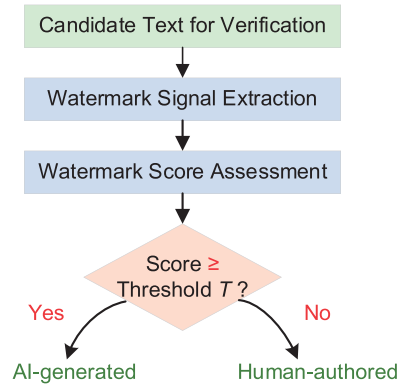 Candidate Text for Verification
Watermark Signal Extraction
Watermark Score Assessment
Score ≥
Threshold T ?
Yes
No
AI-generated
Human-authored